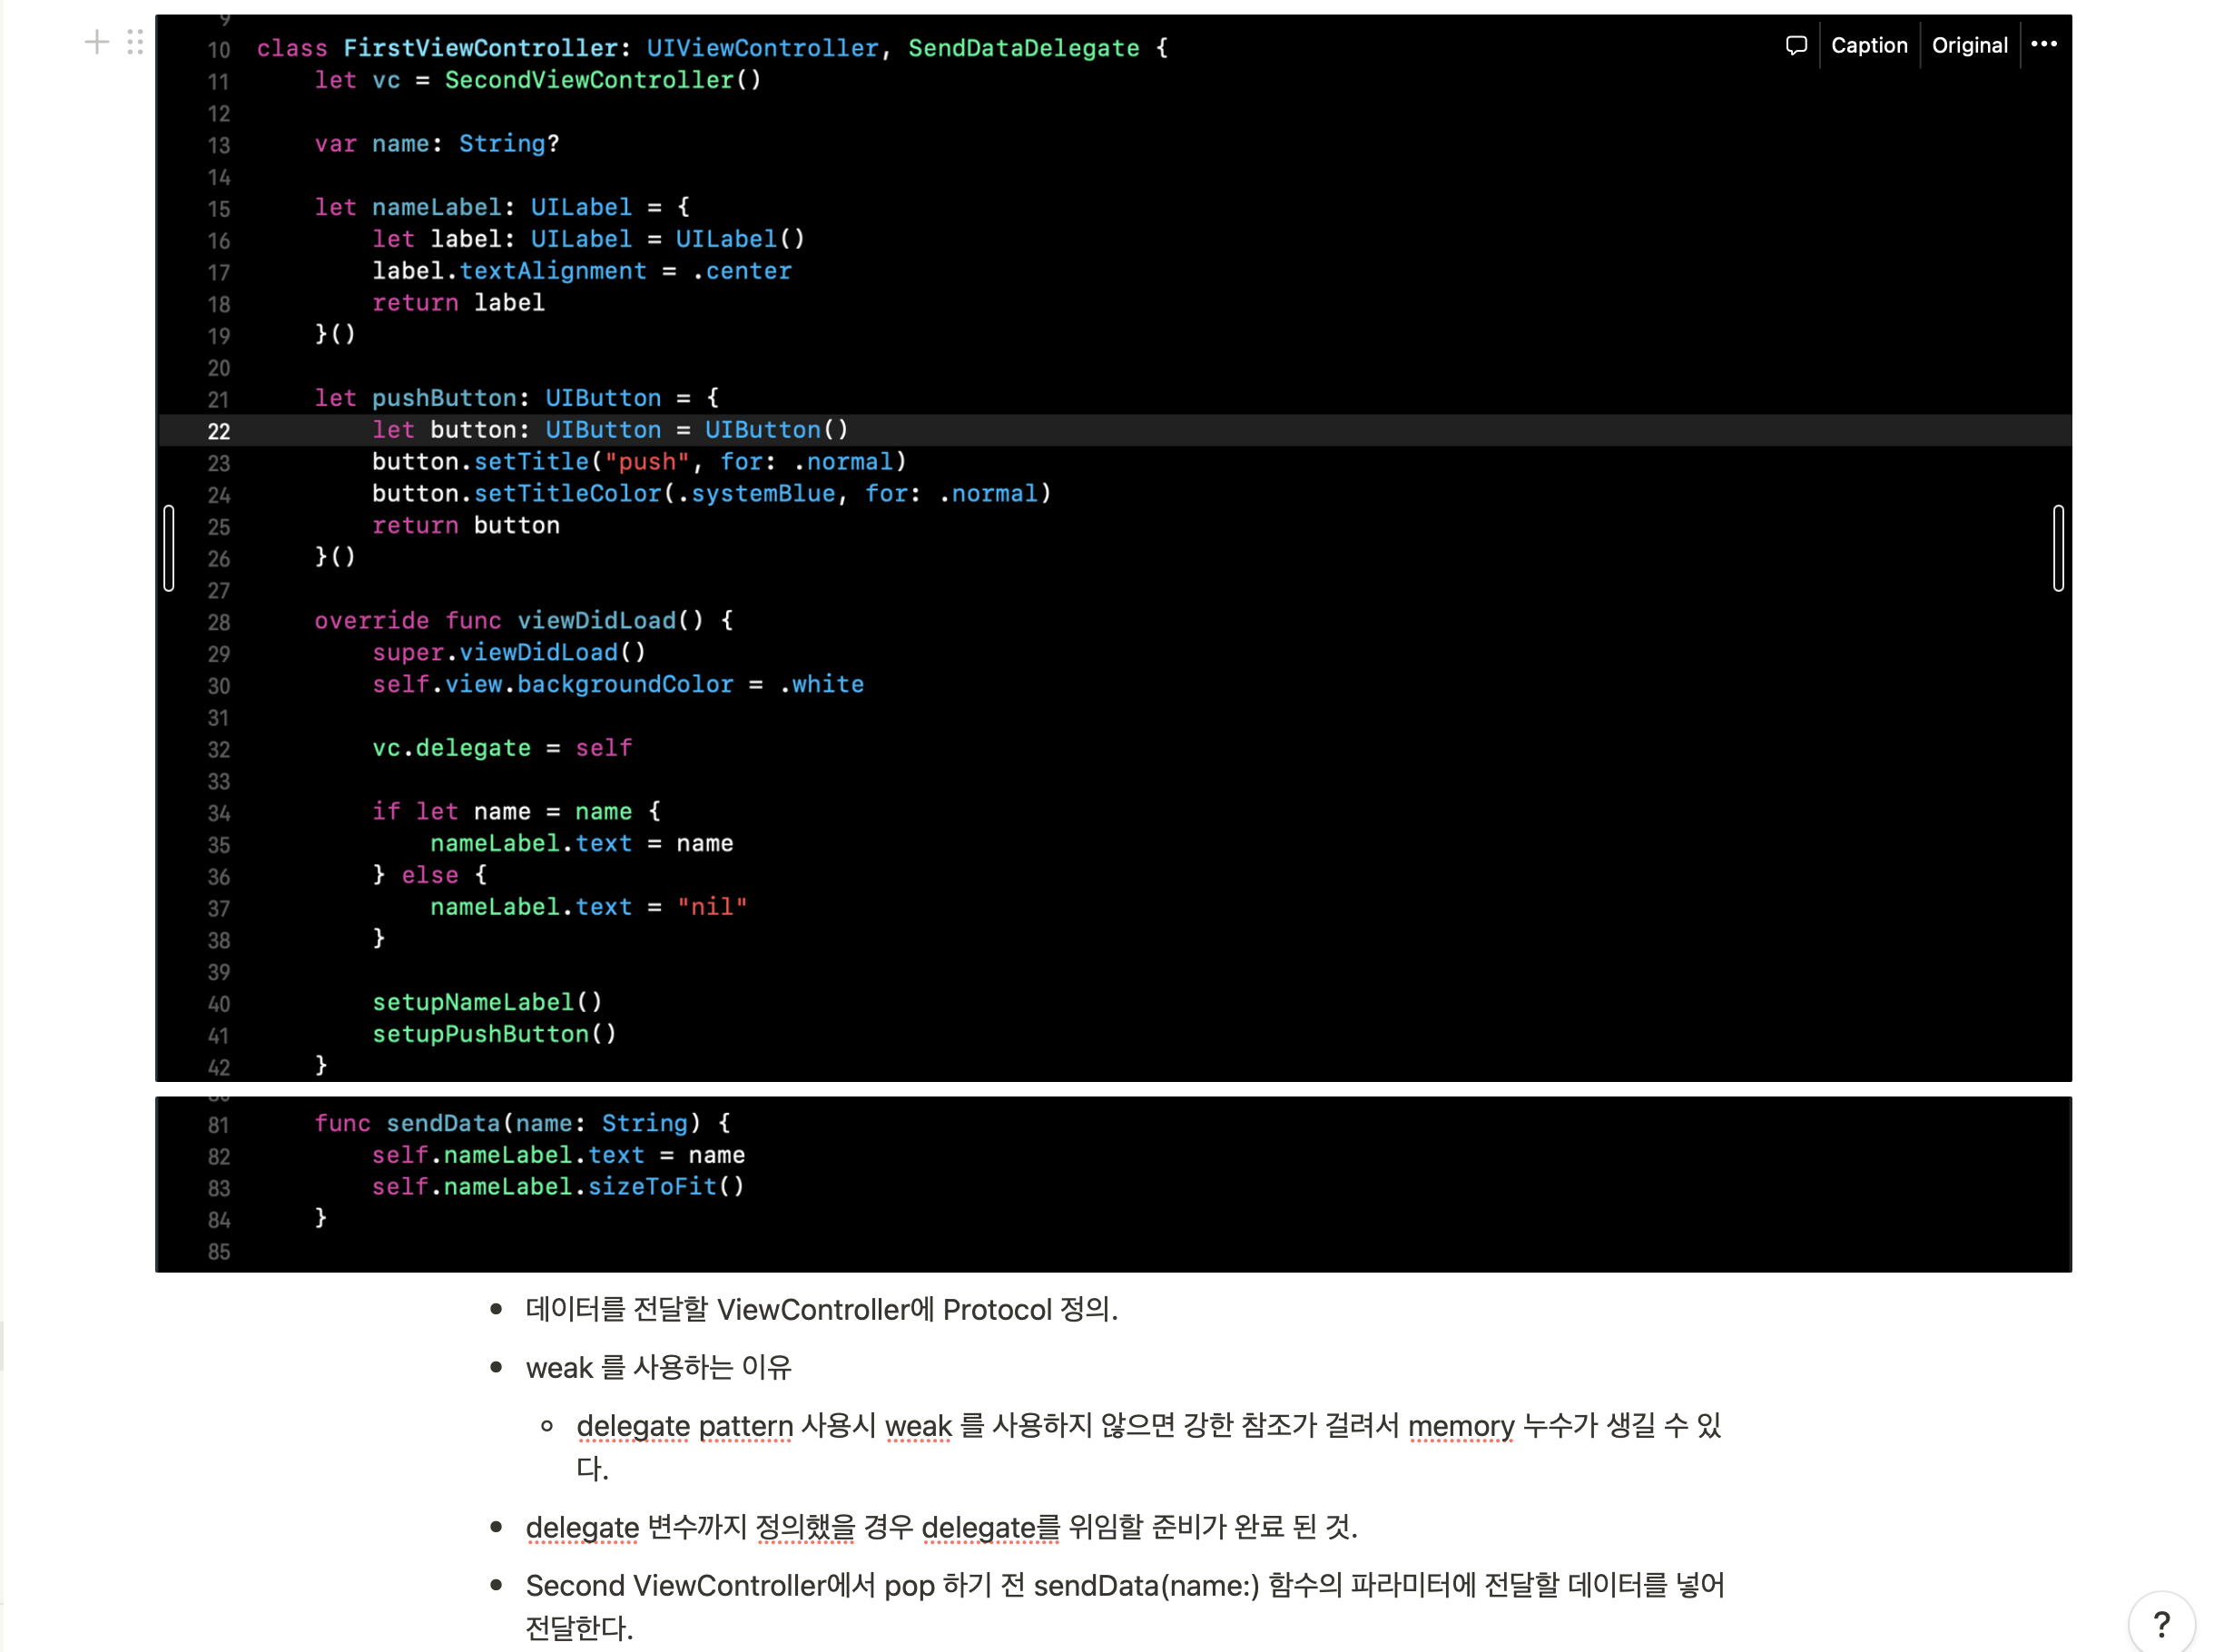 9
10 class FirstViewController: UIViewController, SendDataDelegate {
Caption Original
11     let vc = SecondViewController()
12
13     var name: String?
14
15     let nameLabel: UILabel = {
16         let label: UILabel = UILabel()
17         label.textAlignment = .center
18         return label
19     }()
20
21     let pushButton: UIButton = {
22         let button: UIButton = UIButton()
23         button.setTitle("push", for: .normal)
24         button.setTitleColor(.systemBlue, for: .normal)
25         return button
26     }()
27
28     override func viewDidLoad() {
29         super.viewDidLoad()
30         self.view.backgroundColor = .white
31
32         vc.delegate = self
33
34         if let name = name {
35             nameLabel.text = name
36         } else {
37             nameLabel.text = "nil"
38         }
39
40         setupNameLabel()
41         setupPushButton()
42     }
81     func sendData(name: String) {
82         self.nameLabel.text = name
83         self.nameLabel.sizeToFit()
84     }
85
• 데이터를 전달할 ViewController에 Protocol 정의.
• weak 를 사용하는 이유
◦ delegate pattern 사용시 weak 를 사용하지 않으면 강한 참조가 걸려서 memory 누수가 생길 수 있
다.
• delegate 변수까지 정의했을 경우 delegate를 위임할 준비가 완료 된 것.
• Second ViewController에서 pop 하기 전 sendData(name:) 함수의 파라미터에 전달할 데이터를 넣어
전달한다.
?